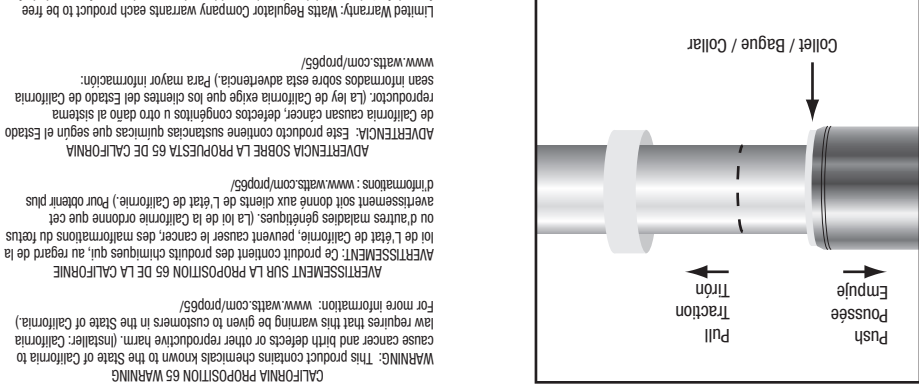 Push
Poussée
Empuje
Pull
Traction
Tirón
Collet / Bague / Collar
CALIFORNIA PROPOSITION 65 WARNING
WARNING: This product contains chemicals known to the State of California to
cause cancer and birth defects or other reproductive harm. (Installer: California
law requires that this warning be given to customers in the State of California.)
For more information: www.watts.com/prop65/
AVERTISSEMENT SUR LA PROPOSITION 65 DE LA CALIFORNIE
AVERTISSEMENT: Ce produit contient des produits chimiques qui, au regard de la
loi de L'état de Californie, peuvent causer le cancer, des malformations du fœtus
ou d'autres maladies génétiques. (La loi de la Californie ordonne que cet
avertissement soit donné aux clients de L'état de Californie.) Pour obtenir plus
d'informations : www.watts.com/prop65/
ADVERTENCIA SOBRE LA PROPUESTA 65 DE CALIFORNIA
ADVERTENCIA: Este producto contiene sustancias químicas que según el Estado
de California causan cáncer, defectos congénitos u otro daño al sistema
reproductor. (La ley de California exige que los clientes del Estado de California
sean informados sobre esta advertencia.) Para mayor información:
www.watts.com/prop65/
Limited Warranty: Watts Regulator Company warrants each product to be free